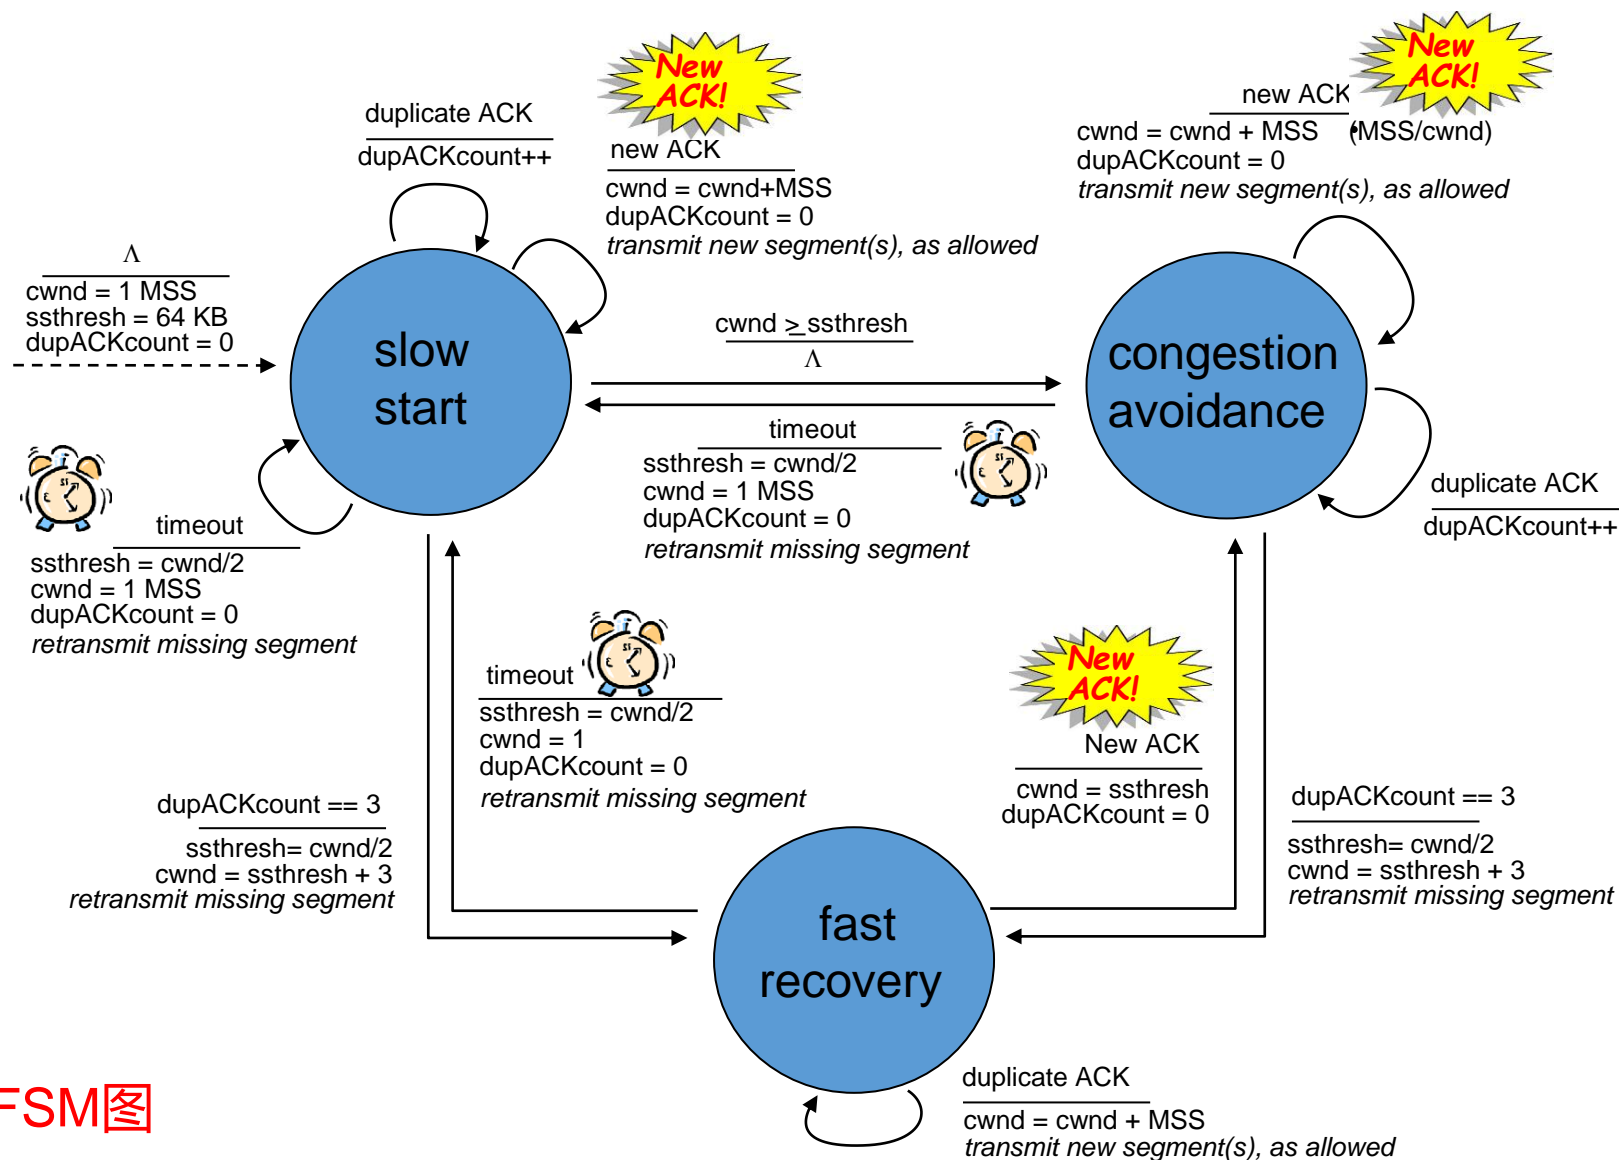 New
ACK!
duplicate ACK
dupACKcount++
new ACK
cwnd = cwnd+MSS
dupACKcount = 0
transmit new segment(s), as allowed
New
ACK!
new ACK
cwnd = cwnd + MSS •(MSS/cwnd)
dupACKcount = 0
transmit new segment(s), as allowed
Λ
cwnd = 1 MSS
ssthresh = 64 KB
dupACKcount = 0
slow
start
cwnd ≥ ssthresh
Λ
congestion
avoidance
timeout
ssthresh = cwnd/2
cwnd = 1 MSS
dupACKcount = 0
retransmit missing segment
duplicate ACK
dupACKcount++
timeout
ssthresh = cwnd/2
cwnd = 1 MSS
dupACKcount = 0
retransmit missing segment
timeout
ssthresh = cwnd/2
cwnd = 1
dupACKcount = 0
retransmit missing segment
New
ACK!
New ACK
cwnd = ssthresh
dupACKcount = 0
dupACKcount == 3
ssthresh= cwnd/2
cwnd = ssthresh + 3
retransmit missing segment
dupACKcount == 3
ssthresh= cwnd/2
cwnd = ssthresh + 3
retransmit missing segment
fast
recovery
duplicate ACK
cwnd = cwnd + MSS
transmit new segment(s), as allowed
FSM图